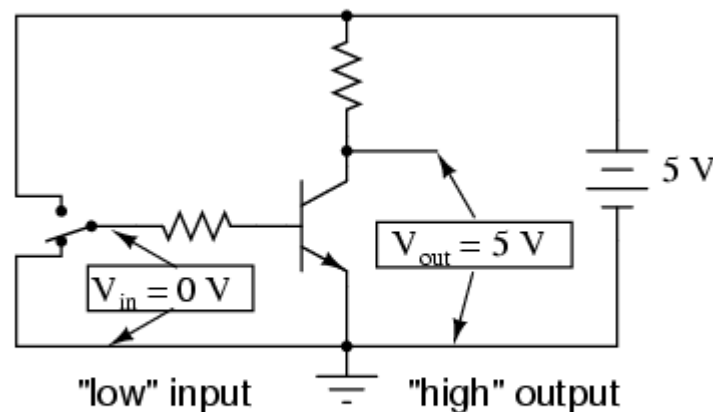 5 V
V_out = 5 V
V_in = 0 V
"low" input
"high" output